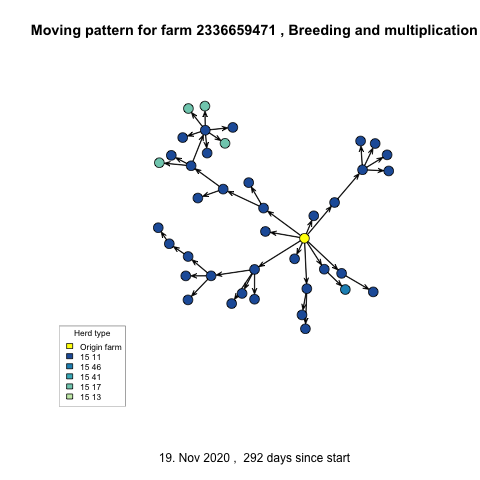 Moving pattern for farm 2336659471 , Breeding and multiplication
Herd type
Origin farm
15 11
15 46
15 41
15 17
15 13
19. Nov 2020 ,  292 days since start